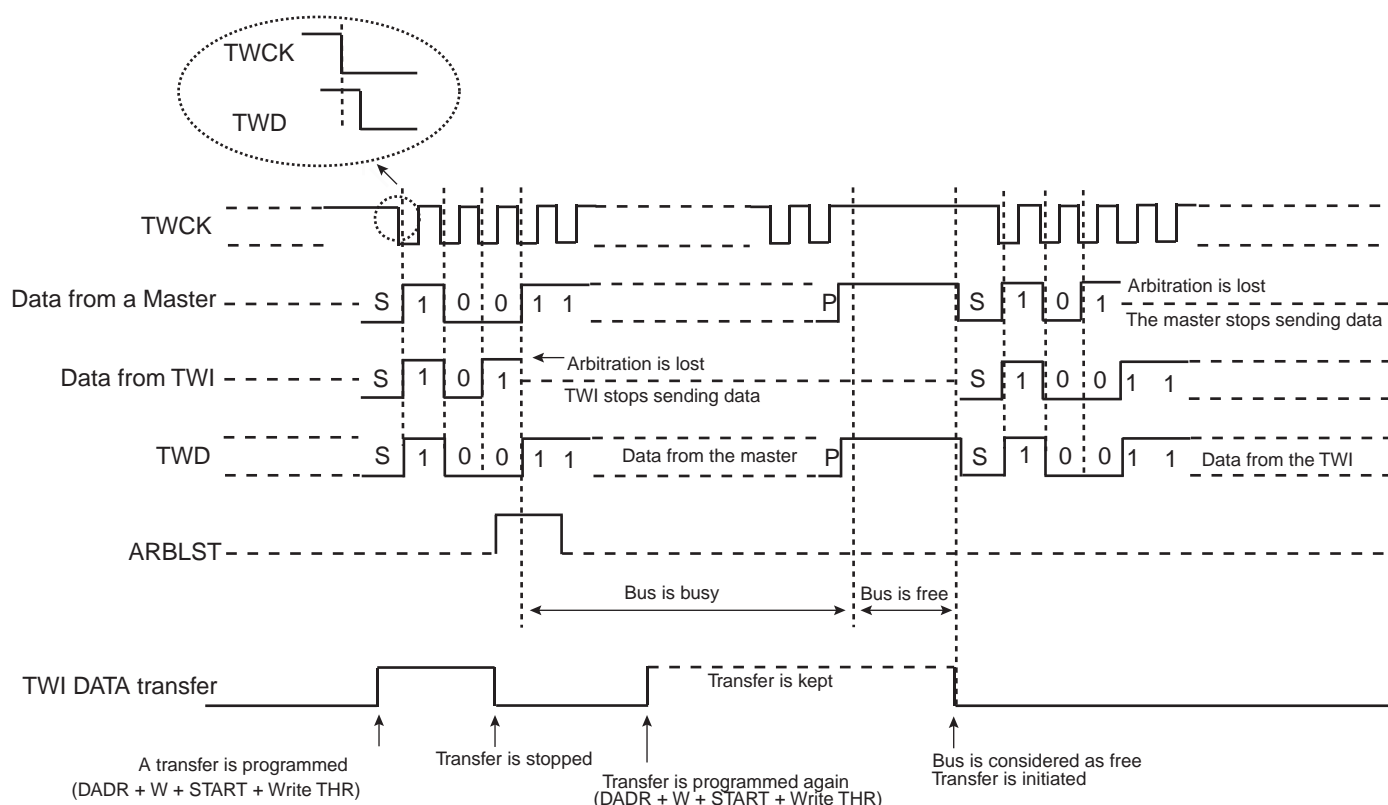 TWCK
TWD
TWCK
Data from a Master
S 1 0 0 1 1
P
S 1 0 1
Arbitration is lost
The master stops sending data
Data from TWI
S 1 0 1
Arbitration is lost
TWI stops sending data
S 1 0 0 1 1
TWD
S 1 0 0 1 1
Data from the master
P
S 1 0 0 1 1
Data from the TWI
ARBLST
Bus is busy
Bus is free
TWI DATA transfer
Transfer is kept
A transfer is programmed
(DADR + W + START + Write THR)
Transfer is stopped
Transfer is programmed again
(DADR + W + START + Write THR)
Bus is considered as free
Transfer is initiated